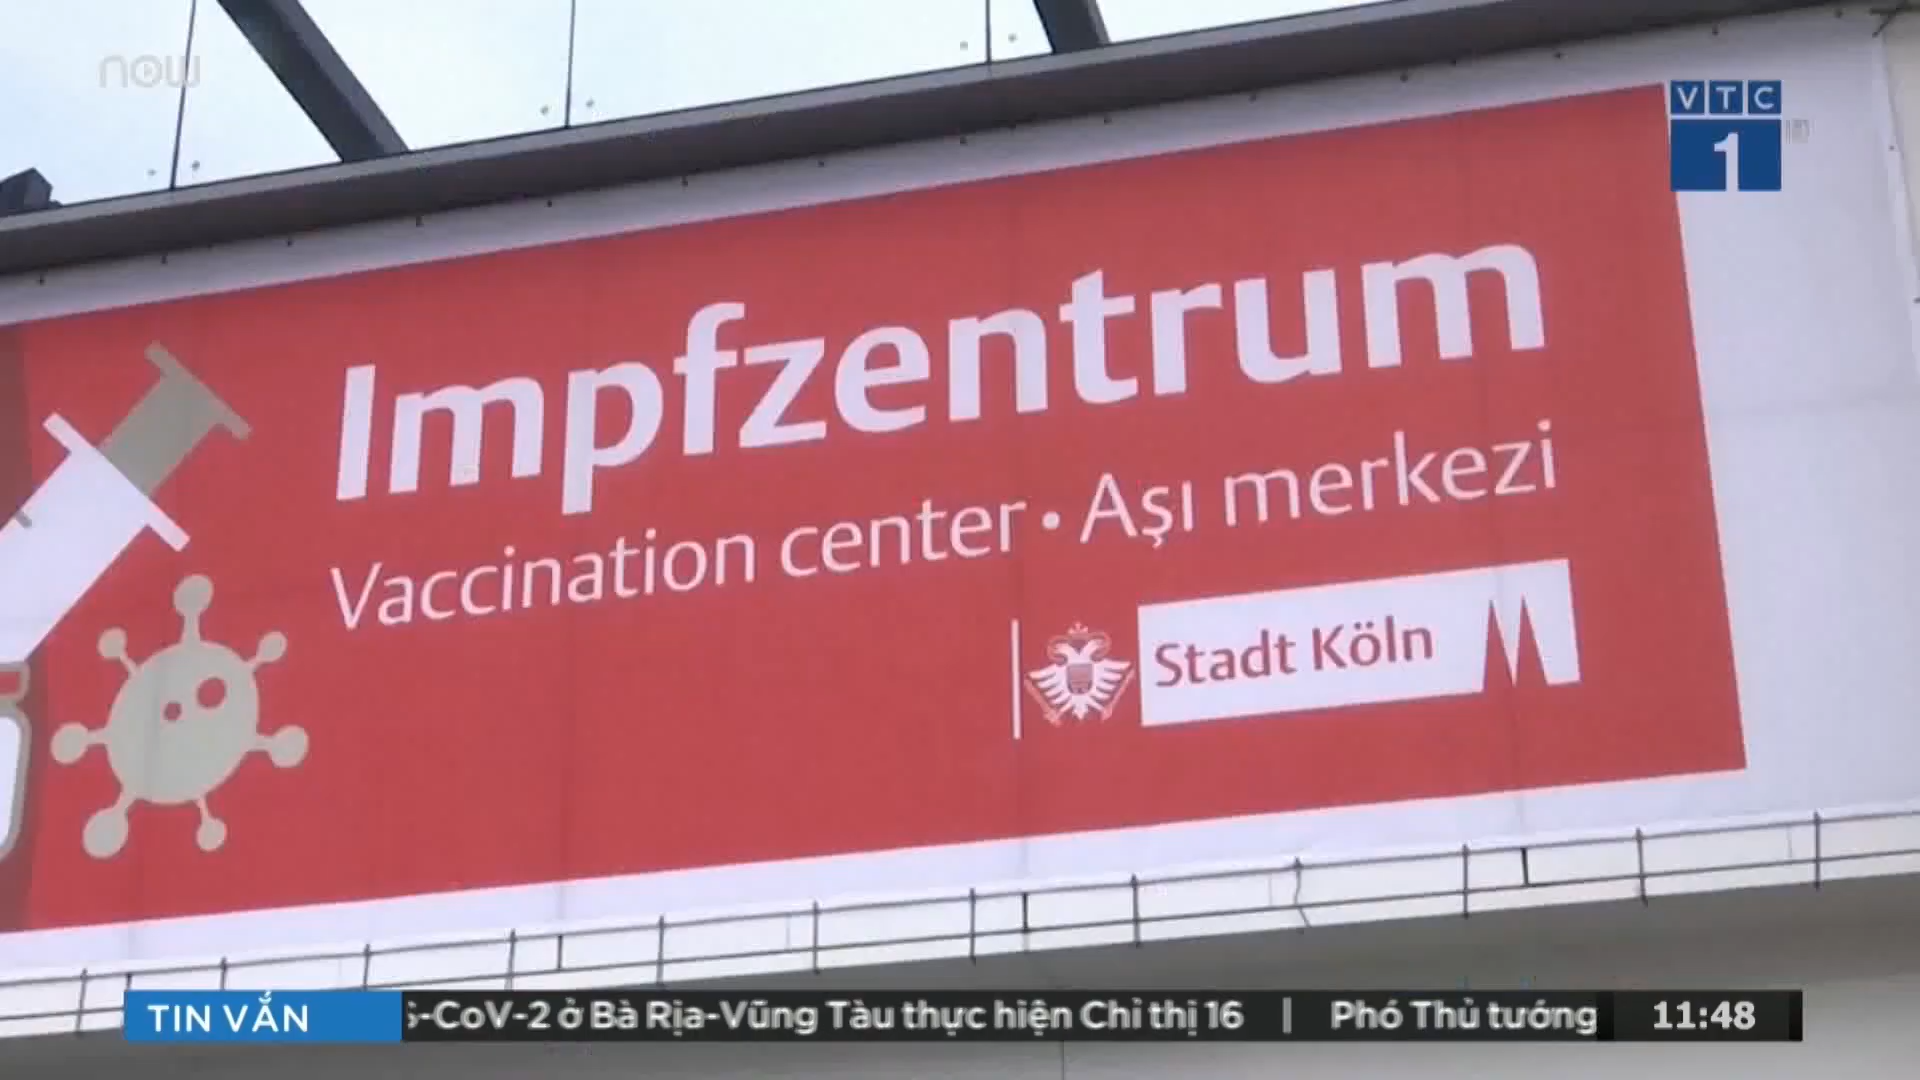 now
VTC
1
Impfzentrum
Vaccination center • Aşı merkezi
Stadt Köln
TIN VẮN
-CoV-2 ở Bà Rịa-Vũng Tàu thực hiện Chỉ thị 16 | Phó Thủ tướng
11:48